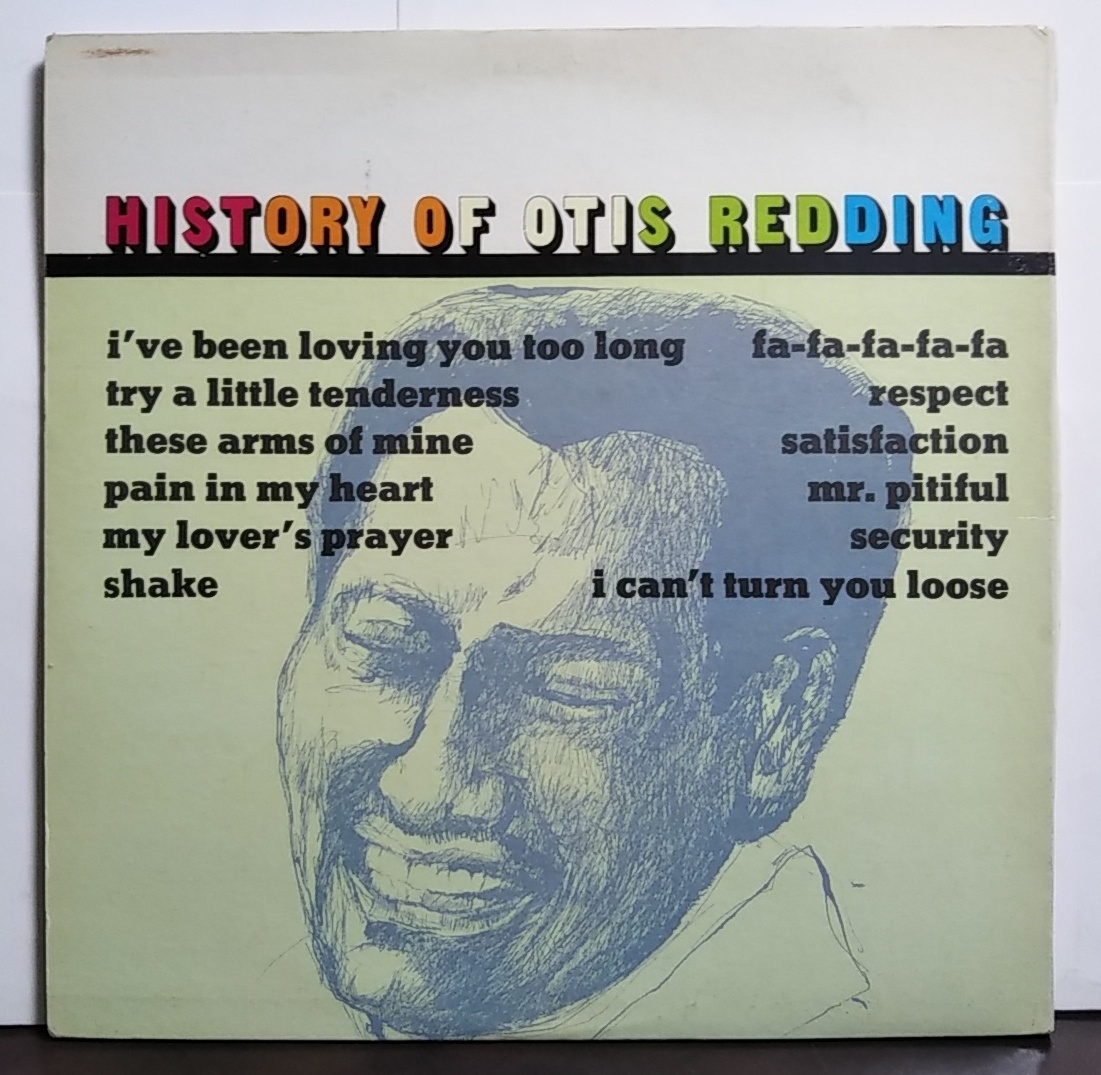 HISTORY OF OTIS REDDING
i've been loving you too long fa-fa-fa-fa-fa
try a little tenderness respect
these arms of mine satisfaction
pain in my heart mr. pitiful
my lover's prayer security
shake i can't turn you loose